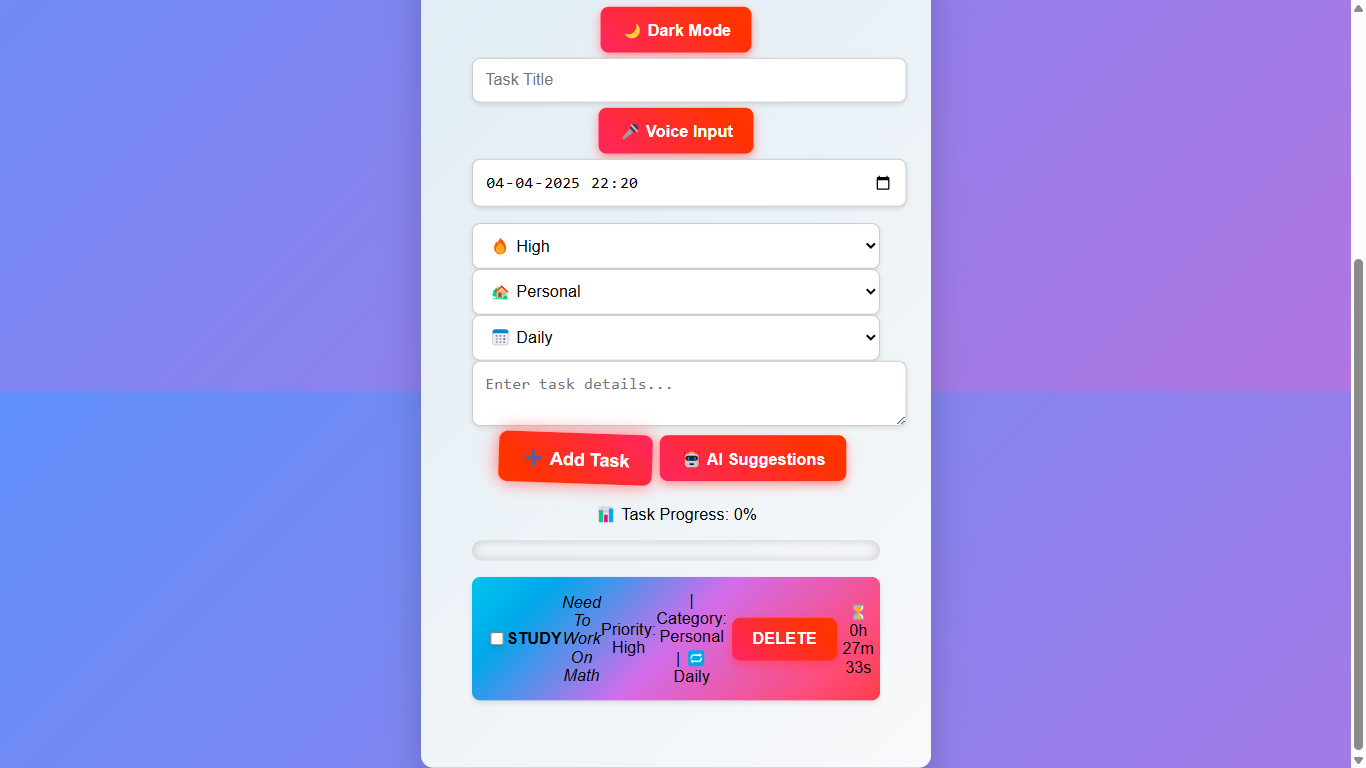 🌙 Dark Mode
Task Title
🎤 Voice Input
04-04-2025 22:20
🔥 High
🏡 Personal
📅 Daily
Enter task details...
➕ Add Task
🤖 AI Suggestions
📊 Task Progress: 0%
STUDY
Need
To
Work
On
Math
Priority:
High
|
Category:
Personal
| 🔁
Daily
DELETE
⏳
0h
27m
33s